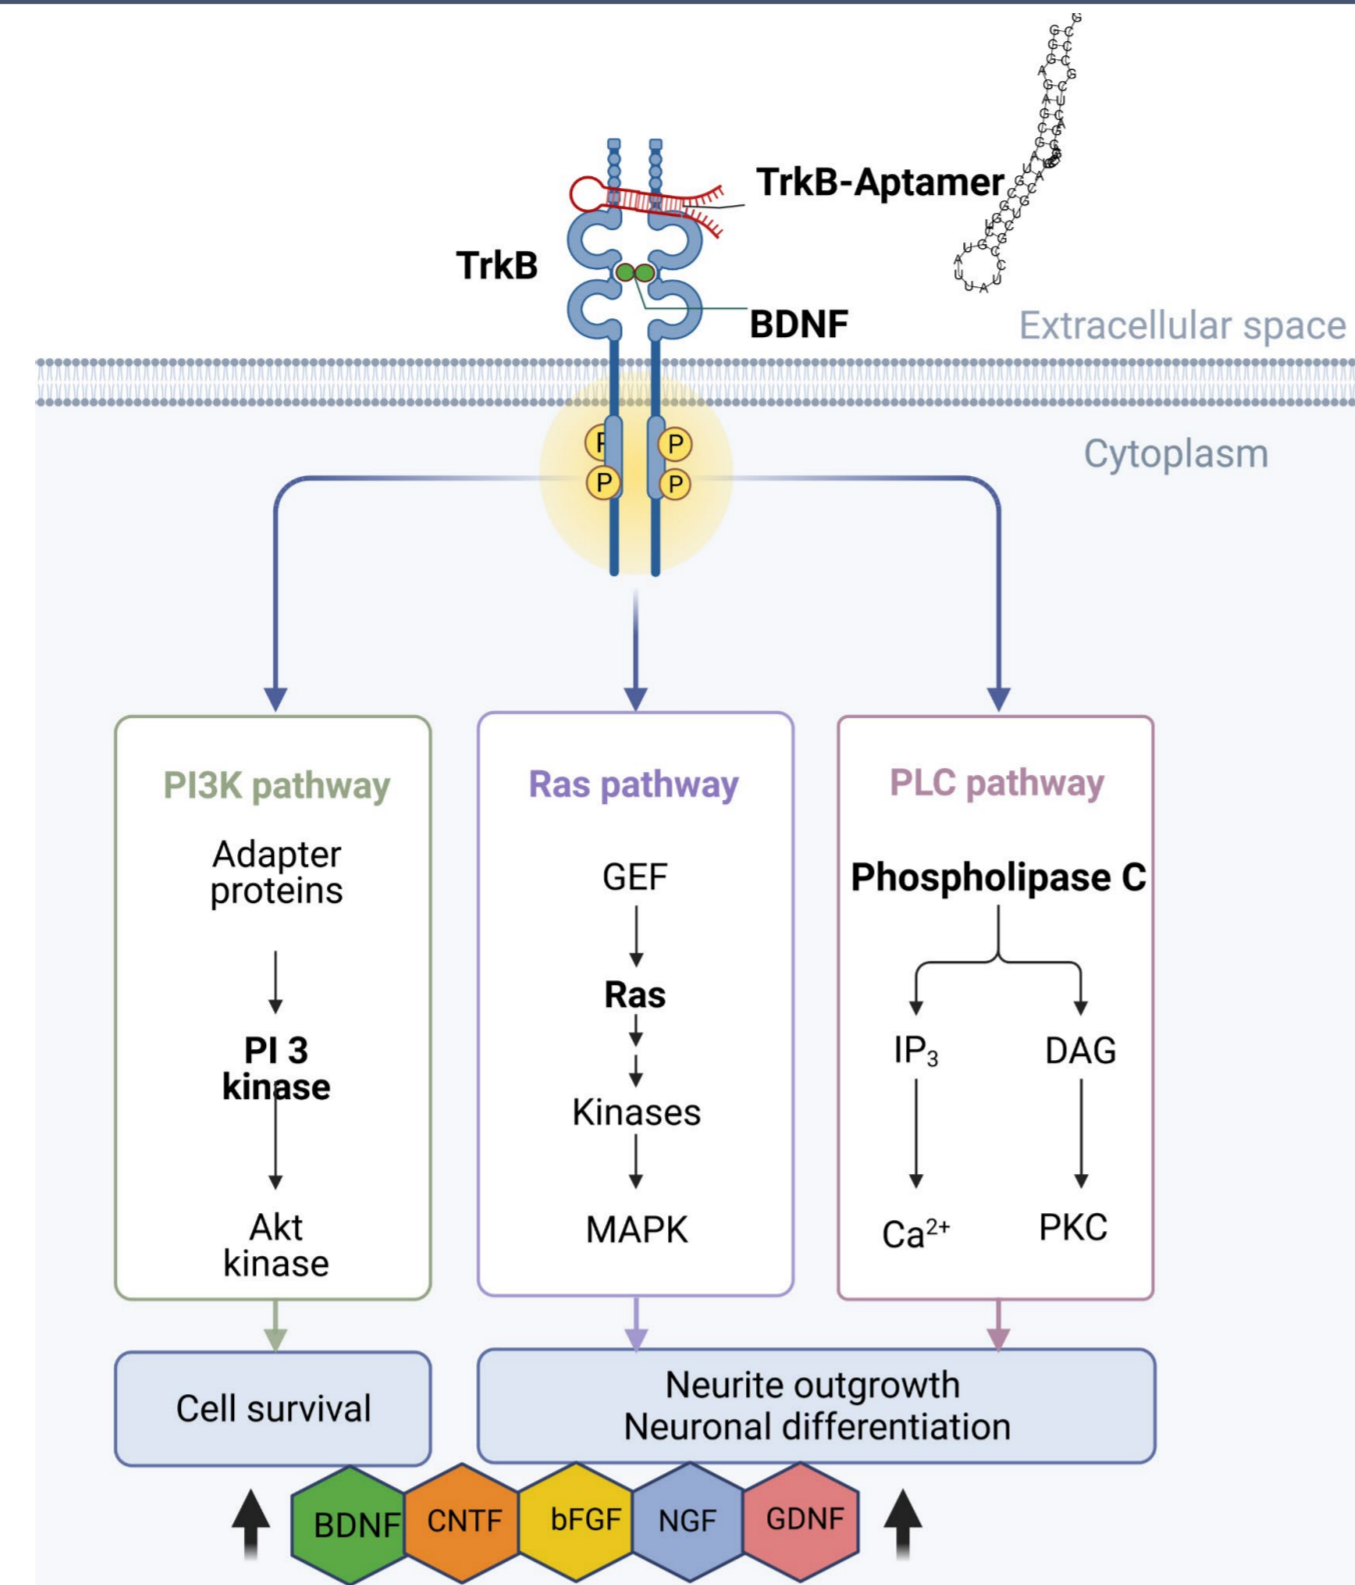 TrkB-Aptamer
TrkB
BDNF
Extracellular space
Cytoplasm
P
P
P
P
PI3K pathway
Adapter
proteins
PI 3
kinase
Akt
kinase
Ras pathway
GEF
Ras
Kinases
MAPK
PLC pathway
Phospholipase C
IP₃
DAG
Ca²⁺
PKC
Cell survival
Neurite outgrowth
Neuronal differentiation
BDNF
CNTF
bFGF
NGF
GDNF